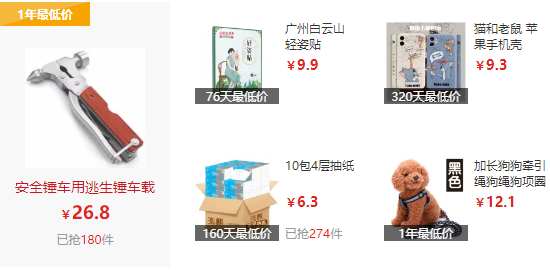 1年最低价
安全锤车用逃生锤车载
￥26.8
已抢180件
76天最低价
广州白云山
轻姿贴
￥9.9
320天最低价
猫和老鼠 苹
果手机壳
￥9.3
160天最低价
10包4层抽纸
￥6.3
已抢274件
黑色
1年最低价
加长狗狗牵引
绳狗绳狗项圈
￥12.1